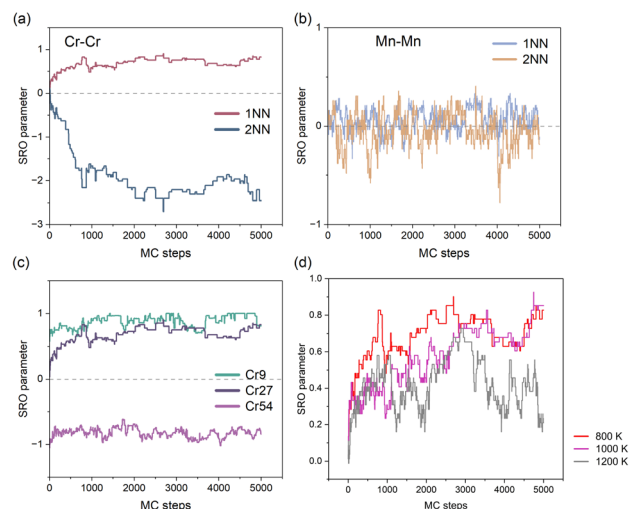 (a)
Cr-Cr
1
0
−1
−2
−3
SRO parameter
1NN
2NN
0 1000 2000 3000 4000 5000
MC steps
(b)
Mn-Mn
1NN
2NN
1
0
−1
SRO parameter
0 1000 2000 3000 4000 5000
MC steps
(c)
1
0
−1
SRO parameter
Cr9
Cr27
Cr54
0 1000 2000 3000 4000 5000
MC steps
(d)
1.0
0.8
0.6
0.4
0.2
0.0
SRO parameter
0 1000 2000 3000 4000 5000
MC steps
800 K
1000 K
1200 K